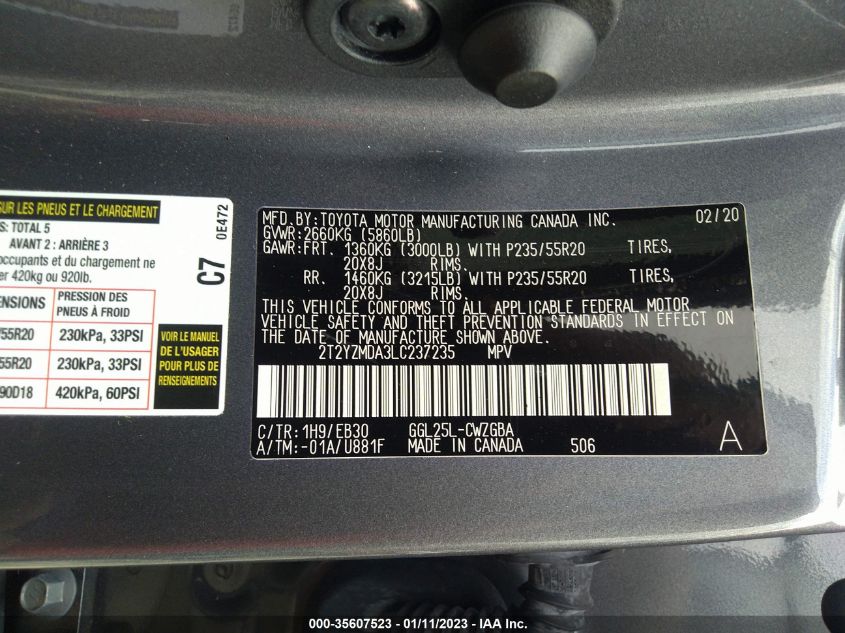 SUR LES PNEUS ET LE CHARGEMENT
S: TOTAL 5
AVANT 2 : ARRIÈRE 3
occupants et du chargement ne
er 420kg ou 920lb.
ENSIONS PRESSION DES PNEUS À FROID
/55R20 230kPa, 33PSI
55R20 230kPa, 33PSI
90D18 420kPa, 60PSI
VOIR LE MANUEL
DE L'USAGER
POUR PLUS DE
RENSEIGNEMENTS
C7 0E472
MFD.BY:TOYOTA MOTOR MANUFACTURING CANADA INC. 02/20
GVWR:2660KG (5860LB)
GAWR:FRT. 1360KG (3000LB) WITH P235/55R20 TIRES,
20X8J RIMS.
RR. 1460KG (3215LB) WITH P235/55R20 TIRES,
20X8J RIMS.
THIS VEHICLE CONFORMS TO ALL APPLICABLE FEDERAL MOTOR
VEHICLE SAFETY AND THEFT PREVENTION STANDARDS IN EFFECT ON
THE DATE OF MANUFACTURE SHOWN ABOVE.
2T2YZMDA3LC237235 MPV
C/TR: 1H9/EB30 GGL25L-CWZGBA
A/TM:-01A/U881F MADE IN CANADA 506 A
000-35607523 - 01/11/2023 - IAA Inc.